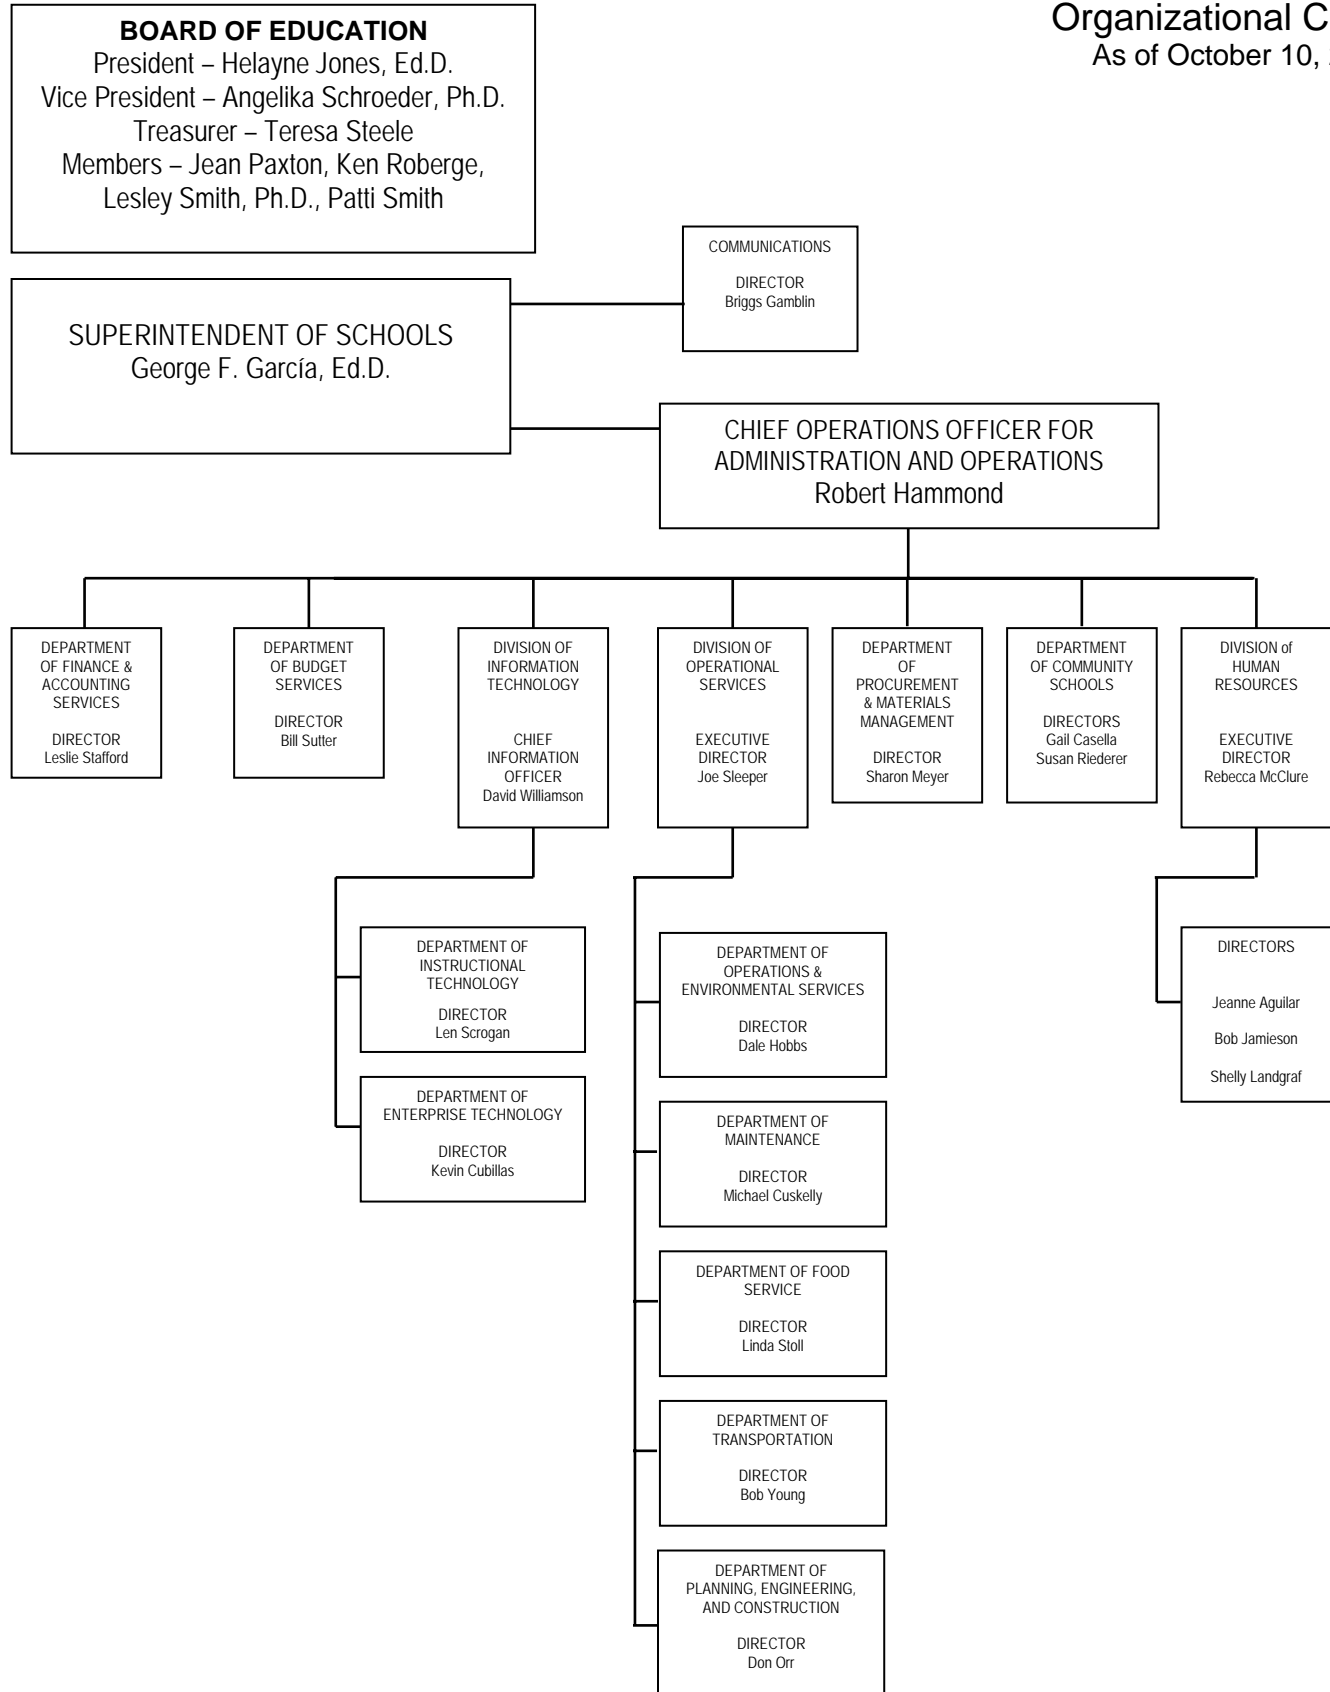 Organizational C
As of October 10,
BOARD OF EDUCATION
President – Helayne Jones, Ed.D.
Vice President – Angelika Schroeder, Ph.D.
Treasurer – Teresa Steele
Members – Jean Paxton, Ken Roberge,
Lesley Smith, Ph.D., Patti Smith
COMMUNICATIONS
DIRECTOR
Briggs Gamblin
SUPERINTENDENT OF SCHOOLS
George F. García, Ed.D.
CHIEF OPERATIONS OFFICER FOR
ADMINISTRATION AND OPERATIONS
Robert Hammond
DEPARTMENT
OF FINANCE &
ACCOUNTING
SERVICES
DIRECTOR
Leslie Stafford
DEPARTMENT
OF BUDGET
SERVICES
DIRECTOR
Bill Sutter
DIVISION OF
INFORMATION
TECHNOLOGY
CHIEF
INFORMATION
OFFICER
David Williamson
DIVISION OF
OPERATIONAL
SERVICES
EXECUTIVE
DIRECTOR
Joe Sleeper
DEPARTMENT
OF
PROCUREMENT
& MATERIALS
MANAGEMENT
DIRECTOR
Sharon Meyer
DEPARTMENT
OF COMMUNITY
SCHOOLS
DIRECTORS
Gail Casella
Susan Riederer
DIVISION of
HUMAN
RESOURCES
EXECUTIVE
DIRECTOR
Rebecca McClure
DEPARTMENT OF
INSTRUCTIONAL
TECHNOLOGY
DIRECTOR
Len Scrogan
DEPARTMENT OF
ENTERPRISE TECHNOLOGY
DIRECTOR
Kevin Cubillas
DEPARTMENT OF
OPERATIONS &
ENVIRONMENTAL SERVICES
DIRECTOR
Dale Hobbs
DEPARTMENT OF
MAINTENANCE
DIRECTOR
Michael Cuskelly
DEPARTMENT OF FOOD
SERVICE
DIRECTOR
Linda Stoll
DEPARTMENT OF
TRANSPORTATION
DIRECTOR
Bob Young
DEPARTMENT OF
PLANNING, ENGINEERING,
AND CONSTRUCTION
DIRECTOR
Don Orr
DIRECTORS
Jeanne Aguilar
Bob Jamieson
Shelly Landgraf